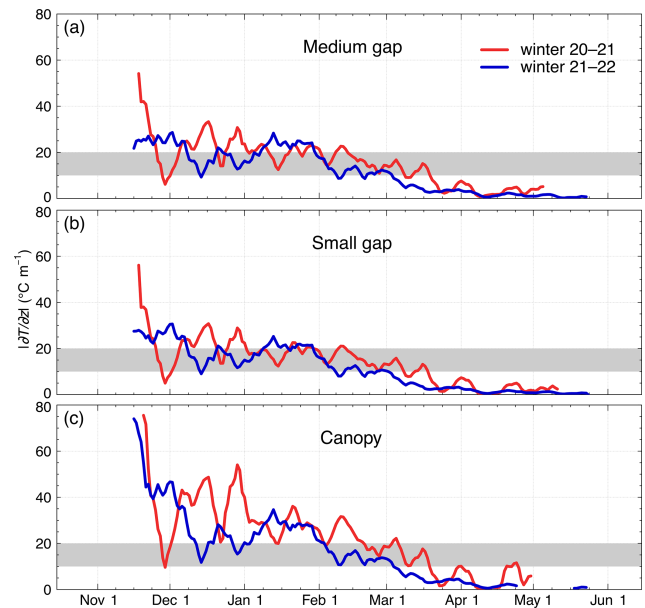 80
(a)
Medium gap
winter 20–21
winter 21–22
60
40
20
0
80
(b)
Small gap
60
40
20
0
|∂T/∂z| (°C m⁻¹)
80
(c)
Canopy
60
40
20
0
Nov 1 Dec 1 Jan 1 Feb 1 Mar 1 Apr 1 May 1 Jun 1